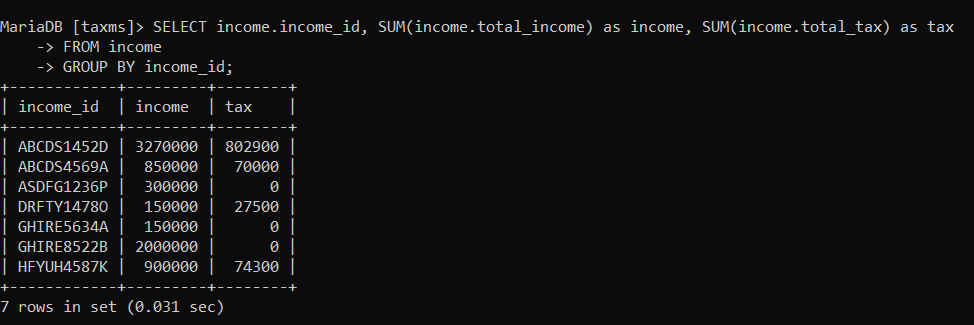 MariaDB [taxms]> SELECT income.income_id, SUM(income.total_income) as income, SUM(income.total_tax) as tax
    -> FROM income
    -> GROUP BY income_id;
+------------+---------+--------+
| income_id  | income  | tax    |
+------------+---------+--------+
| ABCDS1452D | 3270000 | 802900 |
| ABCDS4569A |  850000 |  70000 |
| ASDFG1236P |  300000 |      0 |
| DRFTY1478O |  150000 |  27500 |
| GHIRE5634A |  150000 |      0 |
| GHIRE8522B | 2000000 |      0 |
| HFYUH4587K |  900000 |  74300 |
+------------+---------+--------+
7 rows in set (0.031 sec)